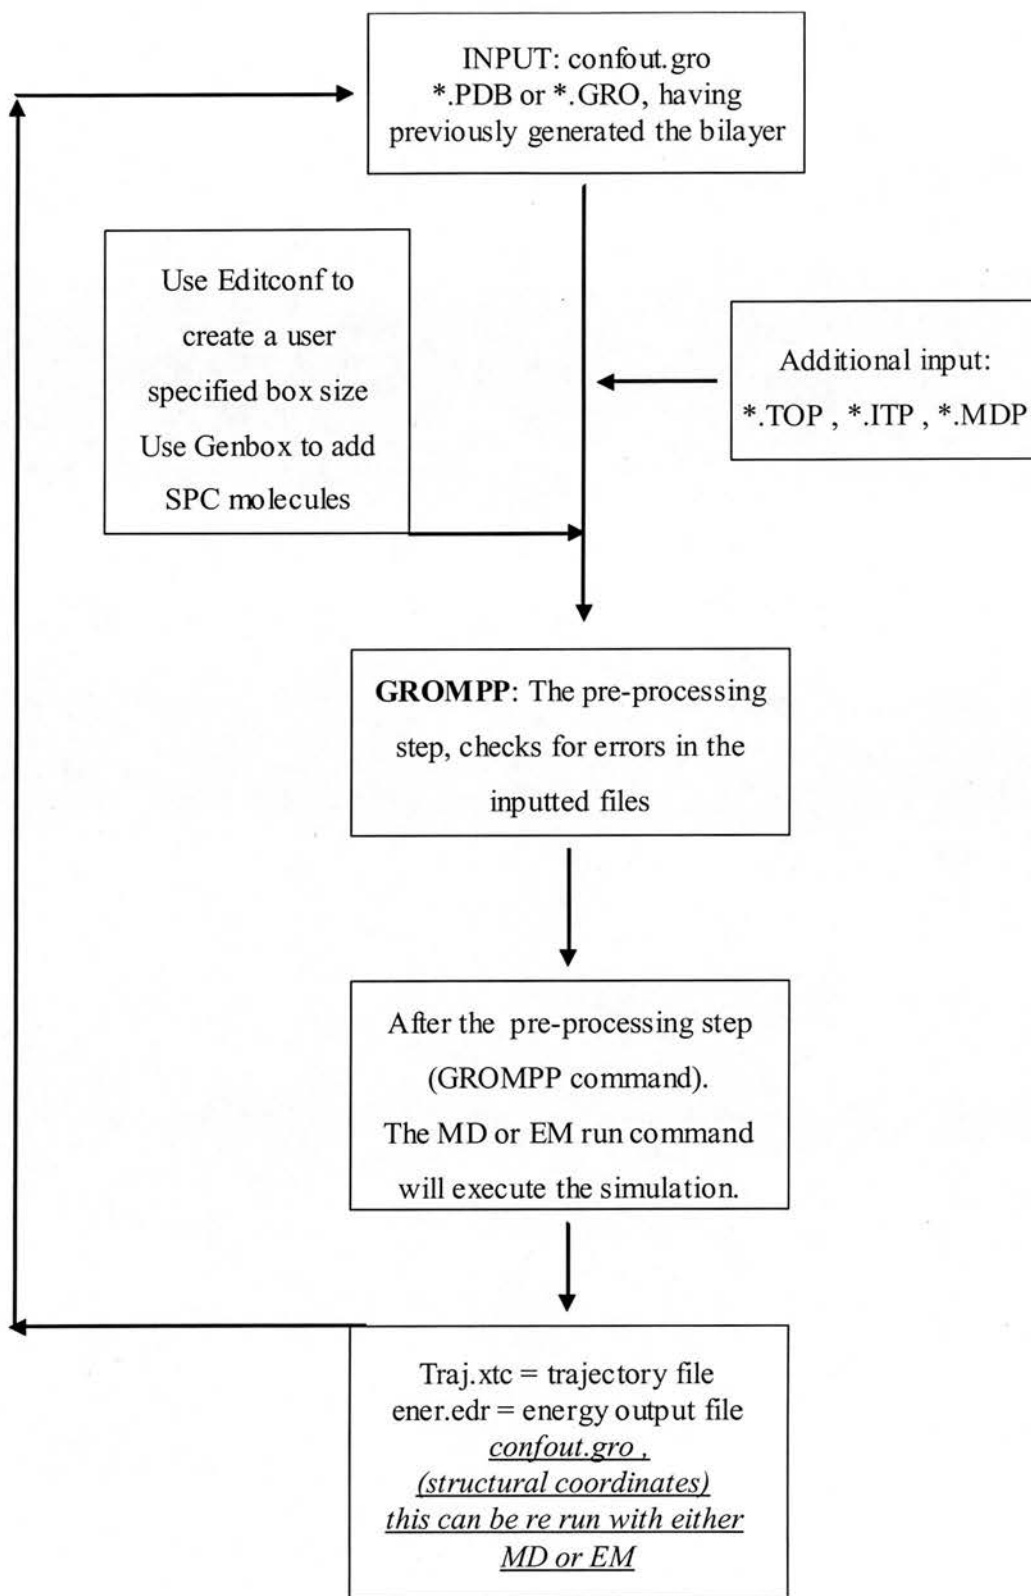 INPUT: confout.gro
*.PDB or *.GRO, having
previously generated the bilayer
Use Editconf to
create a user
specified box size
Use Genbox to add
SPC molecules
Additional input:
*.TOP , *.ITP , *.MDP
GROMPP: The pre-processing
step, checks for errors in the
inputted files
After the pre-processing step
(GROMPP command).
The MD or EM run command
will execute the simulation.
Traj.xtc = trajectory file
ener.edr = energy output file
confout.gro ,
(structural coordinates)
this can be re run with either
MD or EM